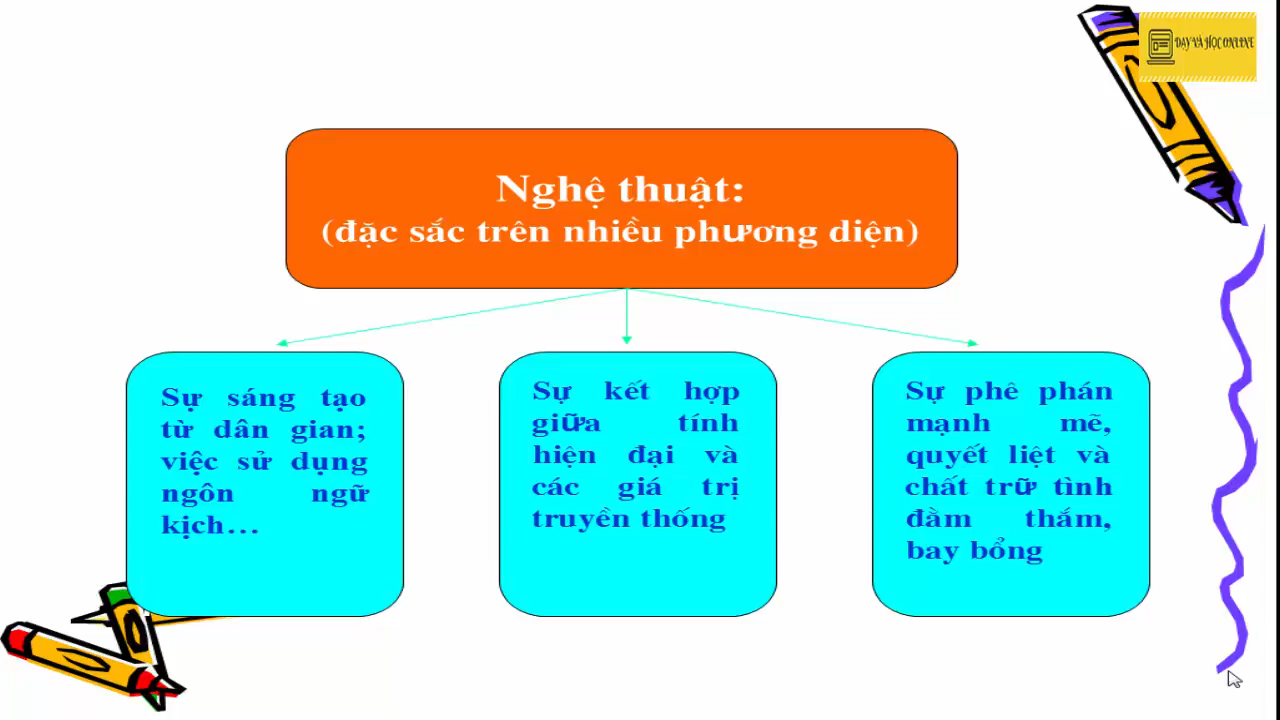 DẠY VÀ HỌC ONLINE
Nghệ thuật:
(đặc sắc trên nhiều phương diện)
Sự sáng tạo
từ dân gian;
việc sử dụng
ngôn ngữ
kịch...
Sự kết hợp
giữa tính
hiện đại và
các giá trị
truyền thống
Sự phê phán
mạnh mẽ,
quyết liệt và
chất trữ tình
đằm thắm,
bay bổng